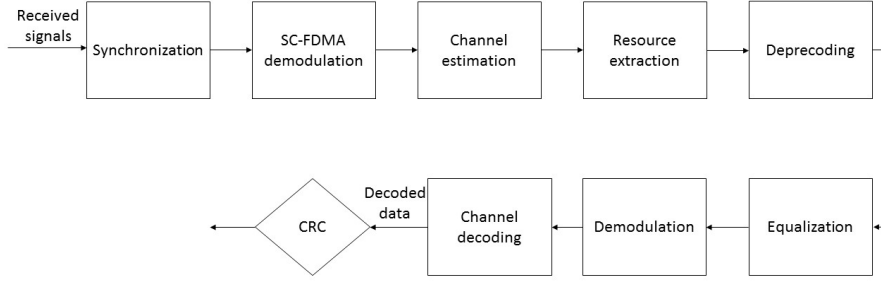 Received
signals
Synchronization
SC-FDMA
demodulation
Channel
estimation
Resource
extraction
Deprecoding
Equalization
Demodulation
Channel
decoding
Decoded
data
CRC